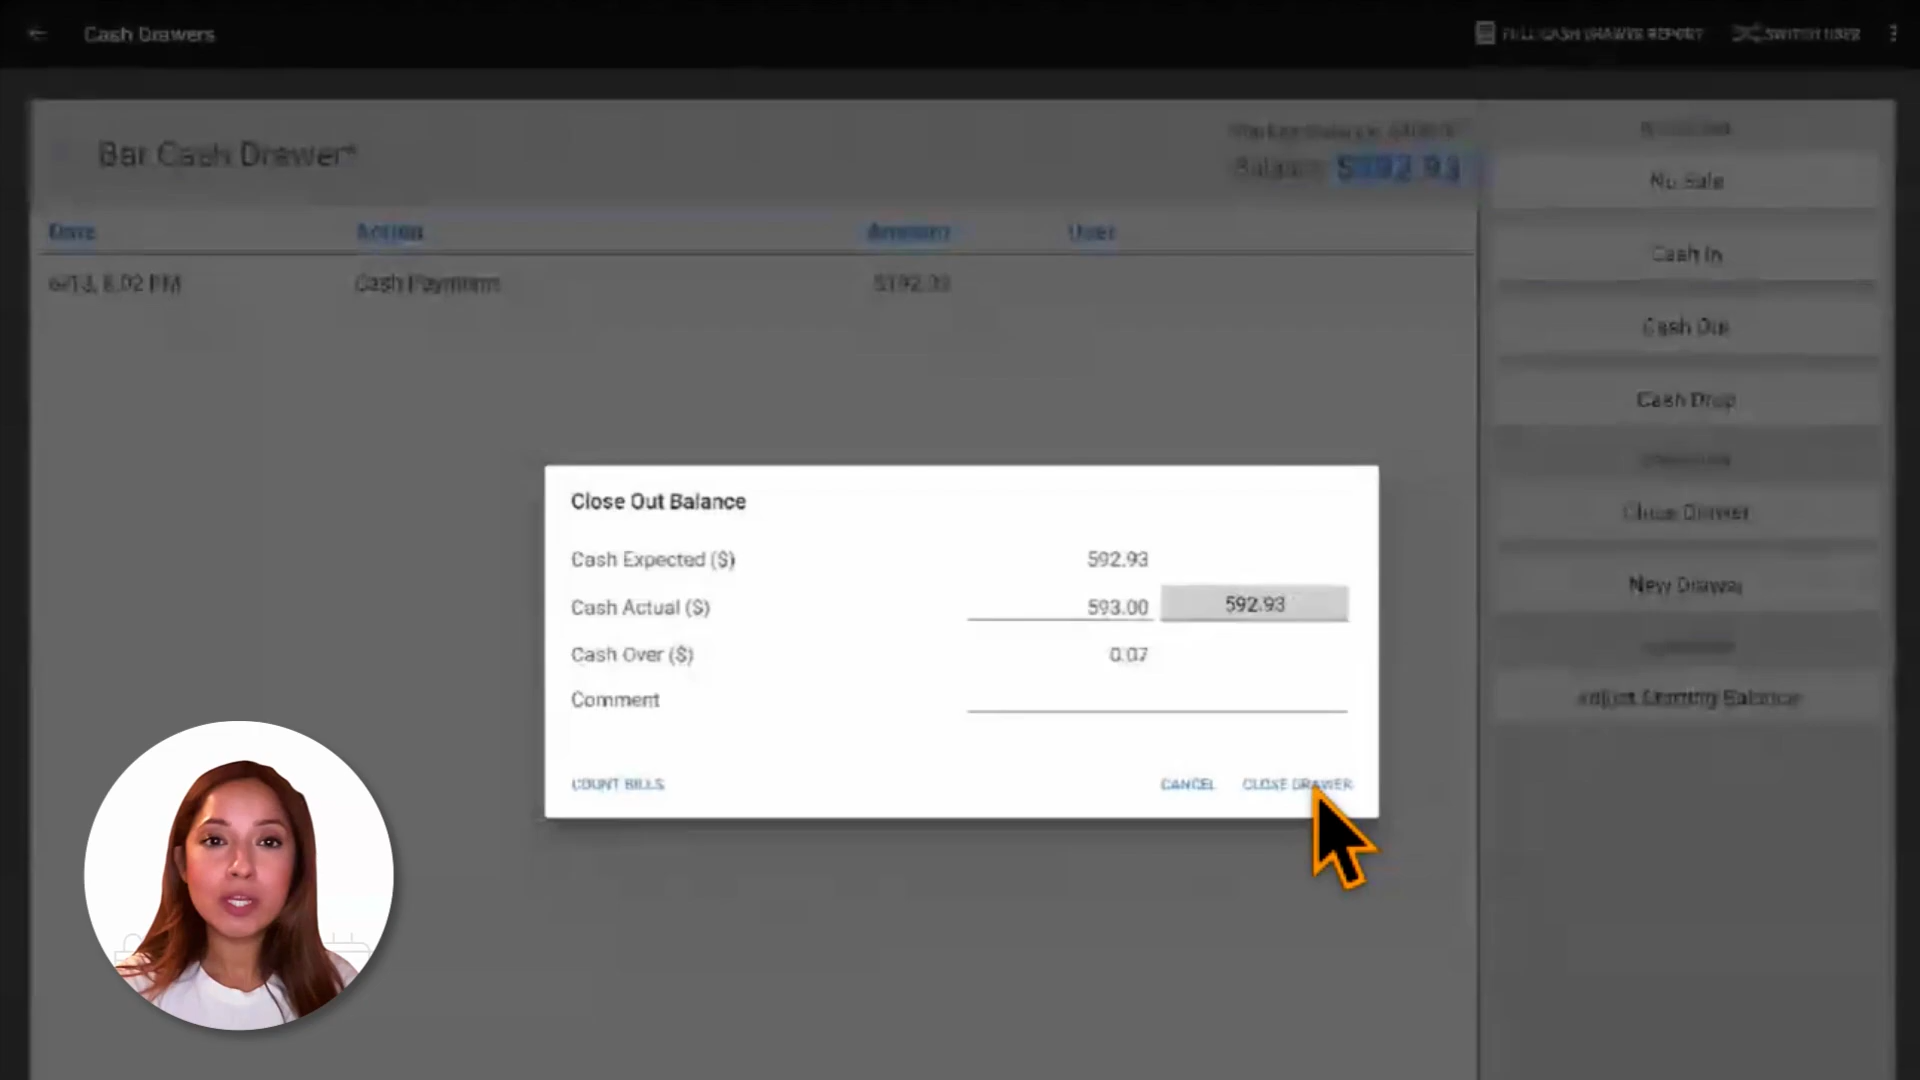 Cash Drawers
FULL CASH DRAWER REPORT
SWITCH USER
Bar Cash Drawer*
Balance: $592.93
No Sale
Date Action Amount User
Cash In
6/13, 8:02 PM Cash Payment
Cash Out
Cash Drop
Close Out Balance
Close Drawer
Cash Expected ($) 592.93
New Drawer
Cash Actual ($) 593.00 592.93
Cash Over ($) 0.07
Comment
Adjust Starting Balance
COUNT BILLS
CANCEL
CLOSE DRAWER